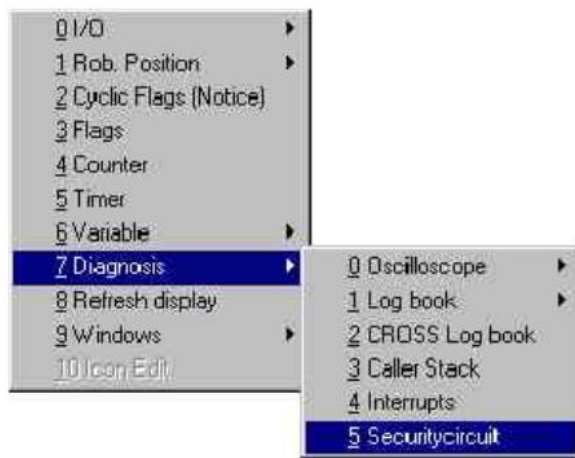 0 I/O
1 Rob. Position
2 Cyclic Flags (Notice)
3 Flags
4 Counter
5 Timer
6 Variable
7 Diagnosis
8 Refresh display
9 Windows
10 Icon Edit
0 Oscilloscope
1 Log book
2 CROSS Log book
3 Caller Stack
4 Interrupts
5 Securitycircuit